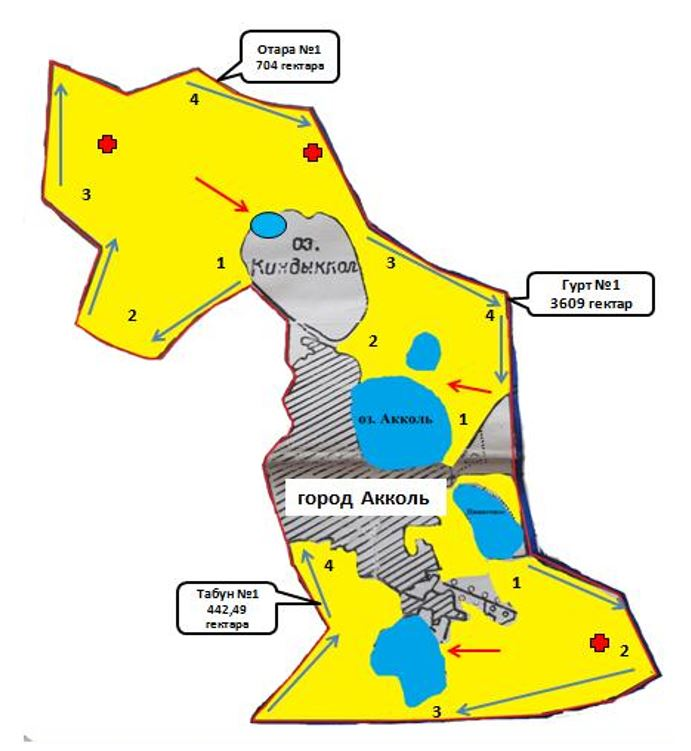 Отара №1
704 гектара
4
3
1
оз.
Киндыккол
2
3
Гурт №1
3609 гектар
4
2
оз. Акколь
1
город Акколь
4
1
Табун №1
442,49
гектара
2
3